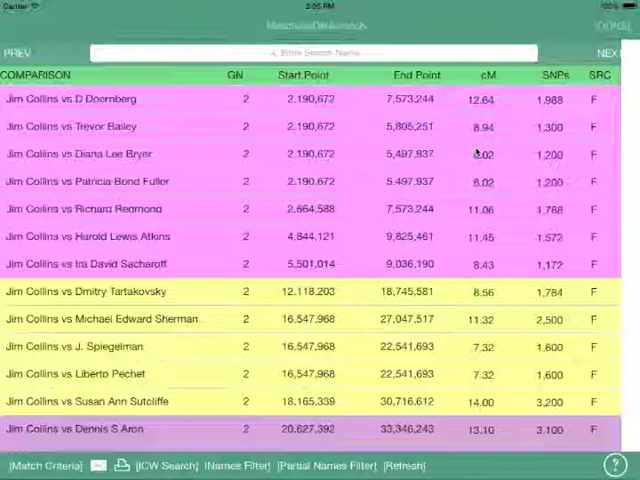 Carrier 2:05 PM 100%
[DONE]
PREV Enter Search Name NEX
COMPARISON GN Start Point End Point cM SNPs SRC
Jim Collins vs D Doernberg 2 2,190,672 7,573,244 12.64 1,988 F
Jim Collins vs Trevor Bailey 2 2,190,672 5,805,251 8.94 1,300 F
Jim Collins vs Diana Lee Bryer 2 2,190,672 5,497,937 8.02 1,200 F
Jim Collins vs Patricia Bond Fuller 2 2,190,672 5,497,937 8.02 1,200 F
Jim Collins vs Richard Redmond 2 2,664,588 7,573,244 11.06 1,788 F
Jim Collins vs Harold Lewis Atkins 2 4,844,121 9,825,461 11.45 1,572 F
Jim Collins vs Ira David Sacharoff 2 5,501,014 9,036,190 8.43 1,172 F
Jim Collins vs Dmitry Tartakovsky 2 12,118,203 18,745,581 8.56 1,784 F
Jim Collins vs Michael Edward Sherman 2 16,547,968 27,047,517 11.32 2,500 F
Jim Collins vs J. Spiegelman 2 16,547,968 22,541,693 7.32 1,600 F
Jim Collins vs Liberto Pechet 2 16,547,968 22,541,693 7.32 1,600 F
Jim Collins vs Susan Ann Sutcliffe 2 18,165,339 30,716,612 14.00 3,200 F
Jim Collins vs Dennis S Aron 2 20,627,392 33,346,243 13.10 3,100 F
[Match Criteria] [ICW Search] [Names Filter] [Partial Names Filter] [Refresh] ?